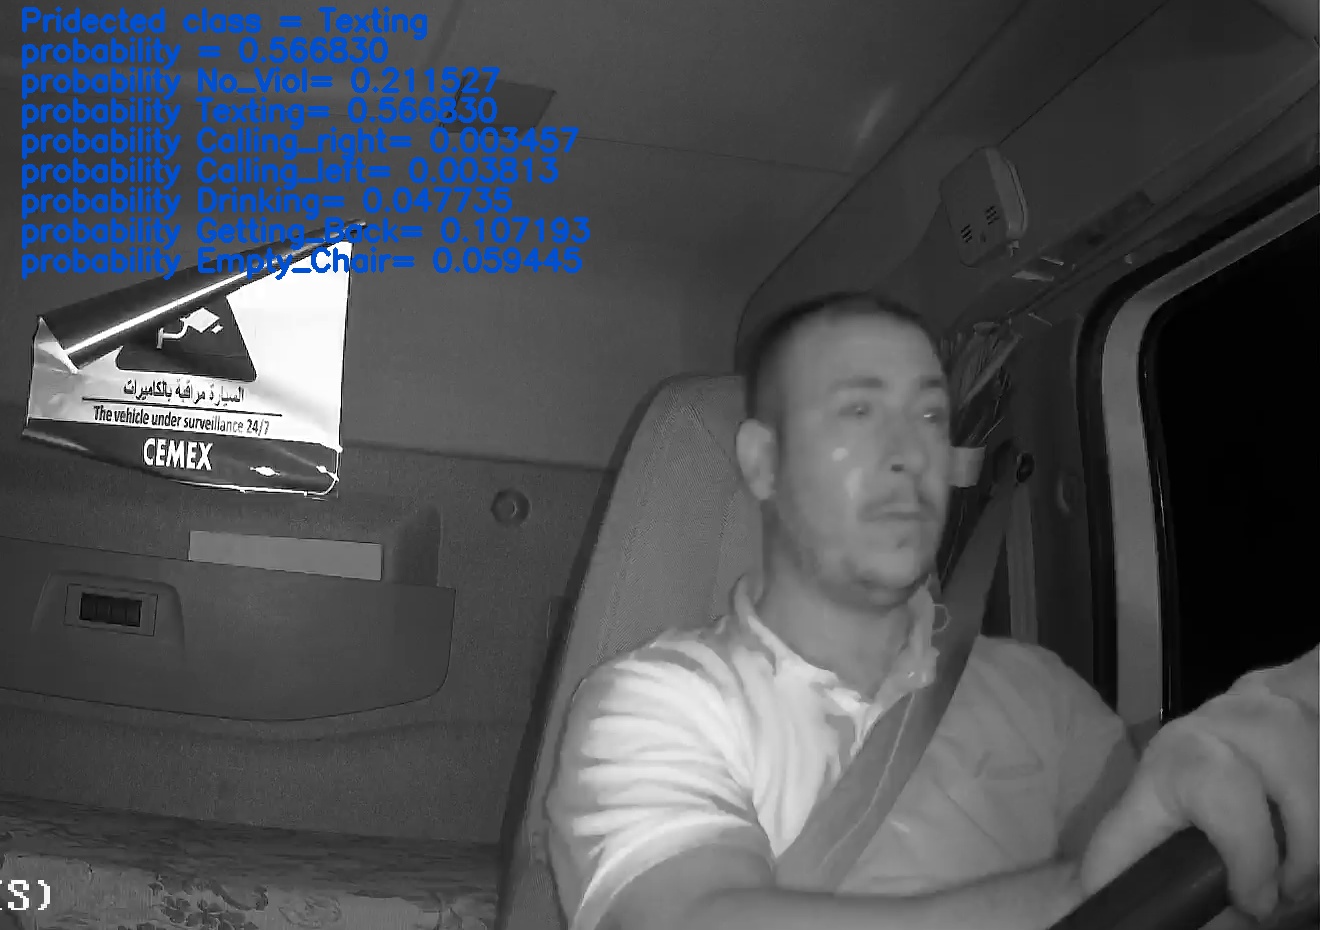 Pridected class = Texting
probability = 0.566830
probability No_Viol= 0.211527
probability Texting= 0.566830
probability Calling_right= 0.003457
probability Calling_left= 0.003813
probability Drinking= 0.047735
probability Getting_Back= 0.107193
probability Empty_Chair= 0.059445
السيارة مراقبة بالكاميرات
The vehicle under surveillance 24/7
CEMEX
S)